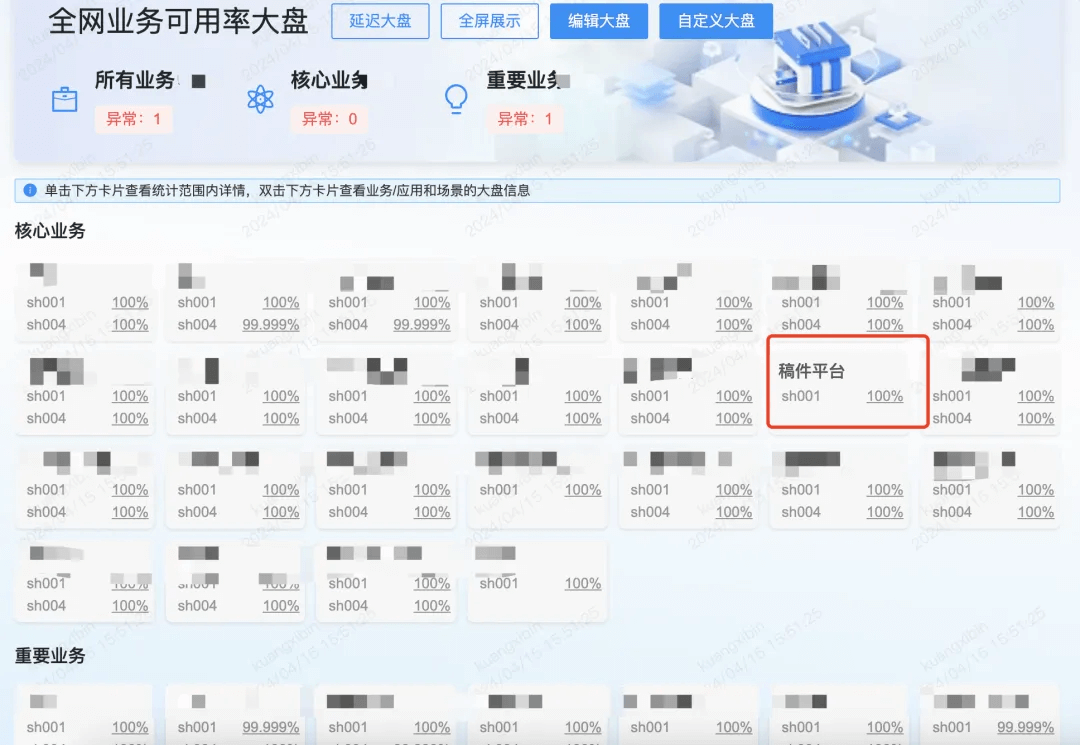 全网业务可用率大盘 延迟大盘 全屏展示 编辑大盘 自定义大盘
所有业务 核心业务 重要业务
异常：1 异常：0 异常：1
单击下方卡片查看统计范围内详情，双击下方卡片查看业务/应用和场景的大盘信息
核心业务
sh001 100% sh001 100% sh001 100% sh001 100% sh001 100% sh001 100% sh001 100%
sh004 100% sh004 99.999% sh004 99.999% sh004 100% sh004 100% sh004 100% sh004 100%
稿件平台
sh001 100% sh001 100% sh001 100% sh001 100% sh001 100% sh001 100% sh001 100%
sh004 100% sh004 100% sh004 100% sh004 100% sh004 100% sh004 100%
sh001 100% sh001 100% sh001 100% sh001 100% sh001 100% sh001 100% sh001 100%
sh004 100% sh004 100% sh004 100% sh004 100% sh004 100% sh004 100%
sh001 100% sh001 100% sh001 100% sh001 100%
sh004 100% sh004 100% sh004 100%
重要业务
sh001 100% sh001 99.999% sh001 100% sh001 100% sh001 100% sh001 100% sh001 99.999%